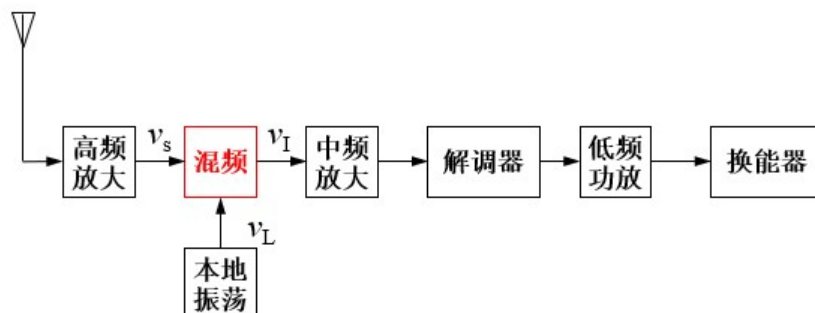 高频
放大
v_s
混频
v_I
中频
放大
解调器
低频
功放
换能器
v_L
本地
振荡